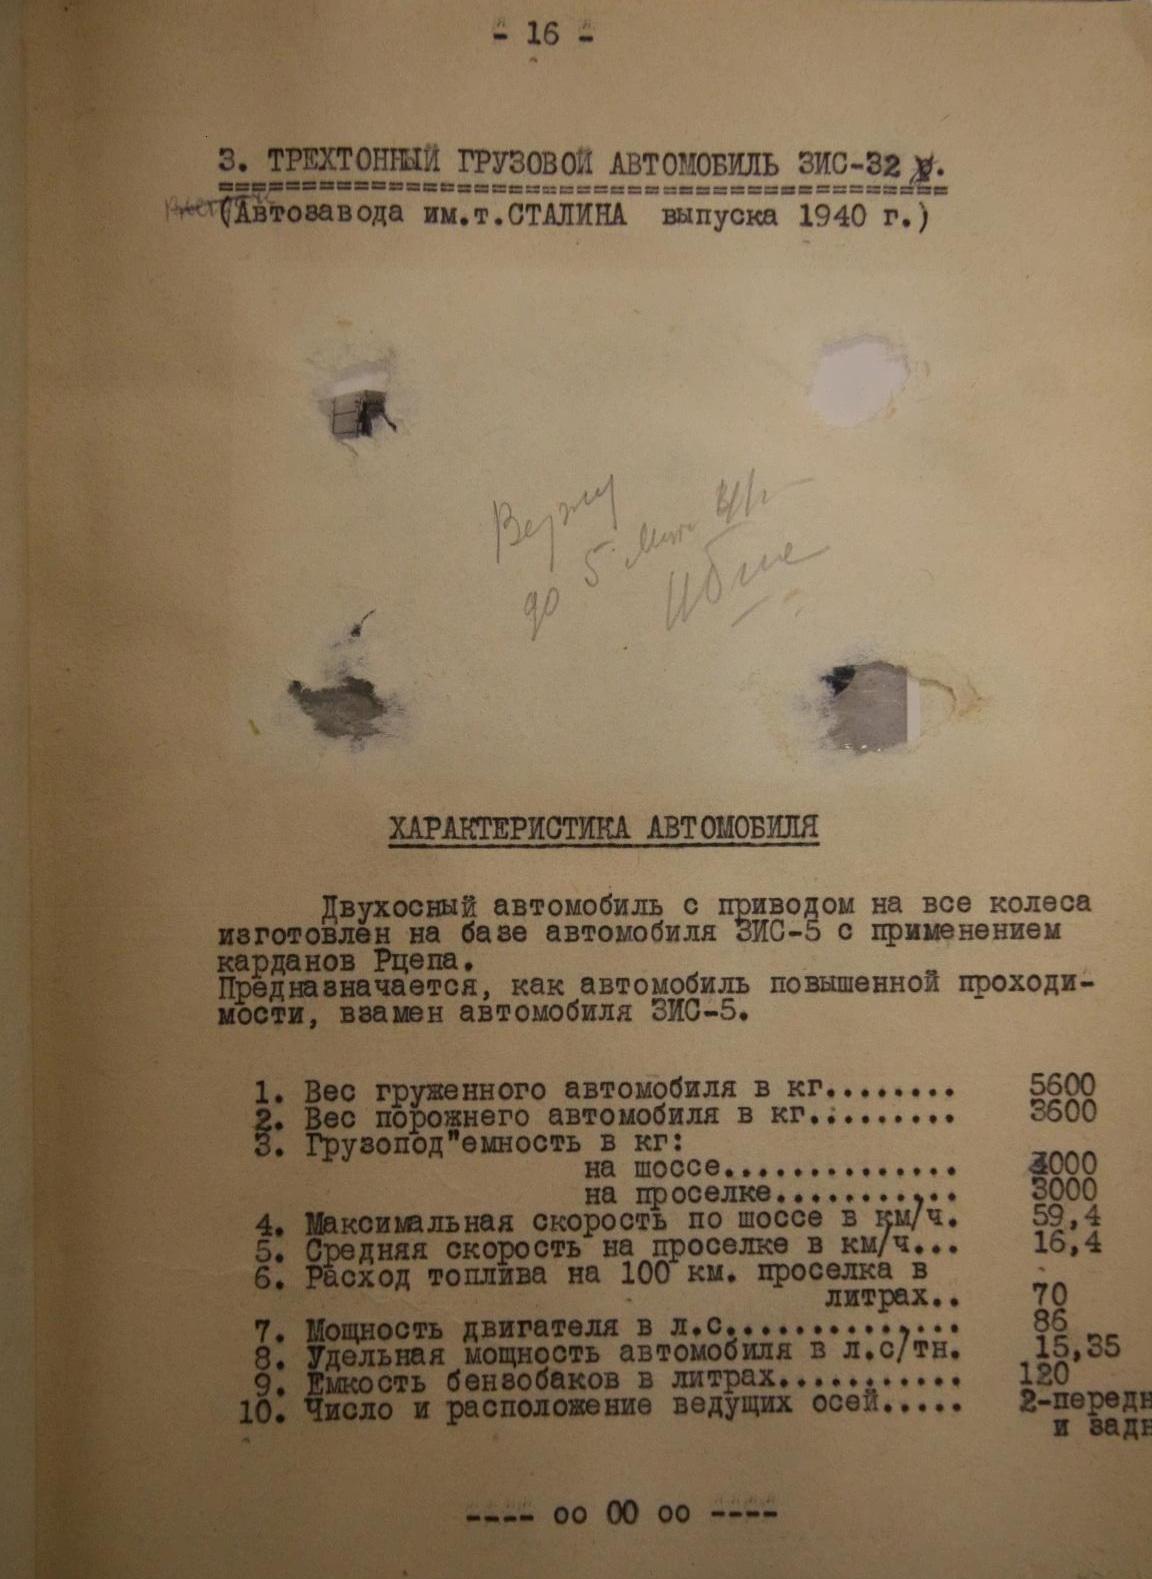 - 16 -
3. ТРЕХТОННЫЙ ГРУЗОВОЙ АВТОМОБИЛЬ ЗИС-32
(Автозавода им.т.СТАЛИНА выпуска 1940 г.)
до 5
ХАРАКТЕРИСТИКА АВТОМОБИЛЯ
Двухосный автомобиль с приводом на все колеса
изготовлен на базе автомобиля ЗИС-5 с применением
карданов Рцепа.
Предназначается, как автомобиль повышенной проходи-
мости, взамен автомобиля ЗИС-5.
1. Вес груженного автомобиля в кг........ 5600
2. Вес порожнего автомобиля в кг......... 3600
3. Грузопод"емность в кг:
на шоссе.............. 4000
на проселке........... 3000
4. Максимальная скорость по шоссе в км/ч. 59,4
5. Средняя скорость на проселке в км/ч... 16,4
6. Расход топлива на 100 км. проселка в
литрах.. 70
7. Мощность двигателя в л.с.............. 86
8. Удельная мощность автомобиля в л.с/тн. 15,35
9. Емкость бензобаков в литрах........... 120
10. Число и расположение ведущих осей..... 2-передн
и задн
---- оо 00 оо ----